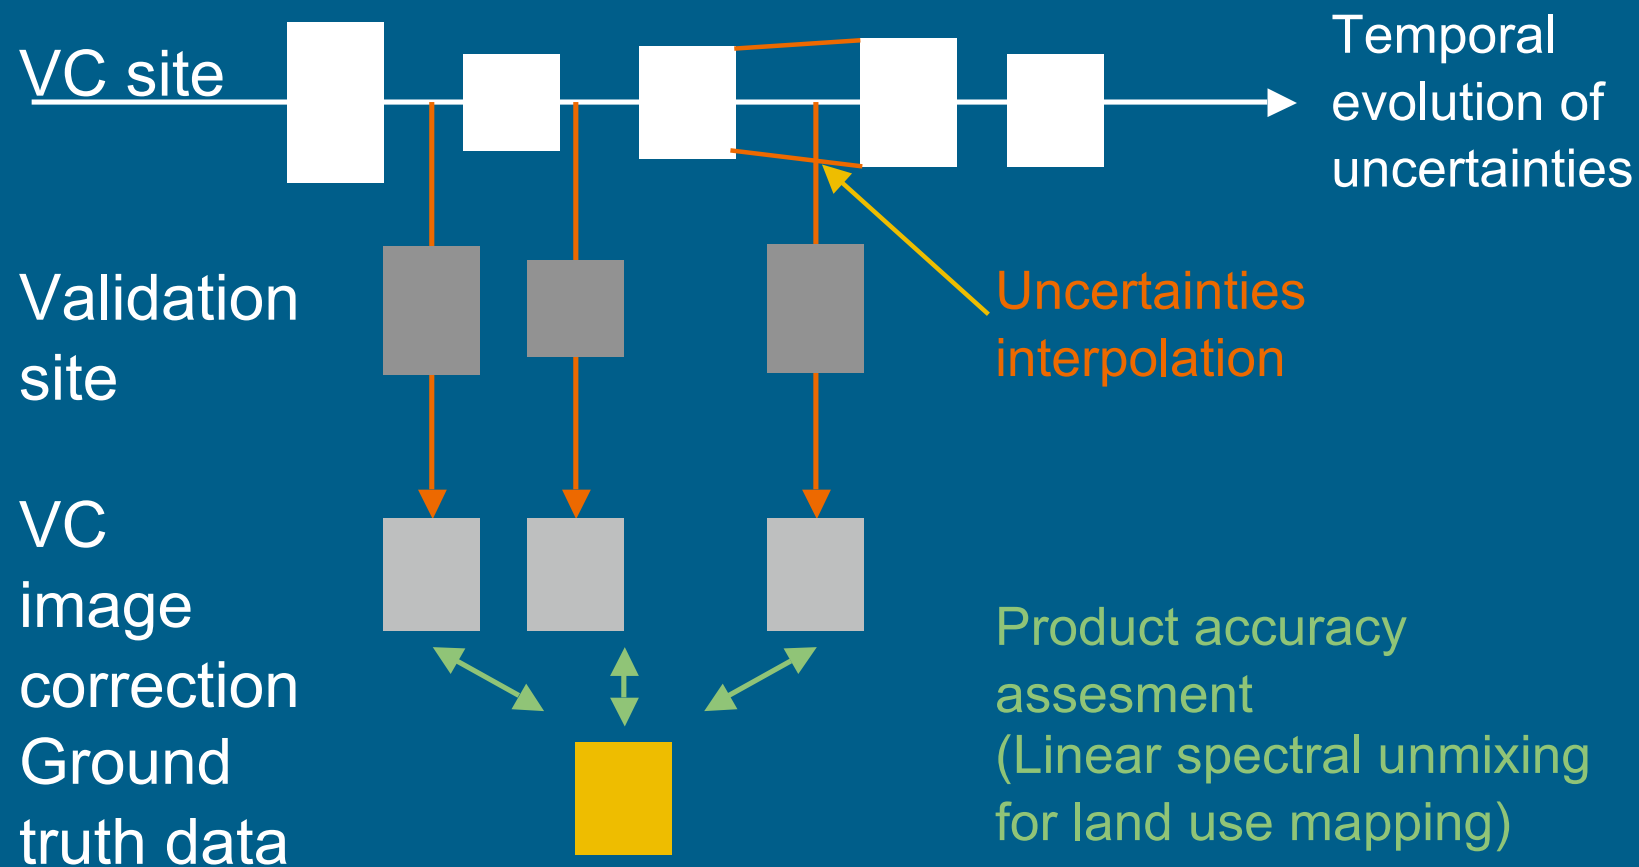 VC site
Temporal
evolution of
uncertainties
Validation
site
Uncertainties
interpolation
VC
image
correction
Product accuracy
assesment
(Linear spectral unmixing
for land use mapping)
Ground
truth data